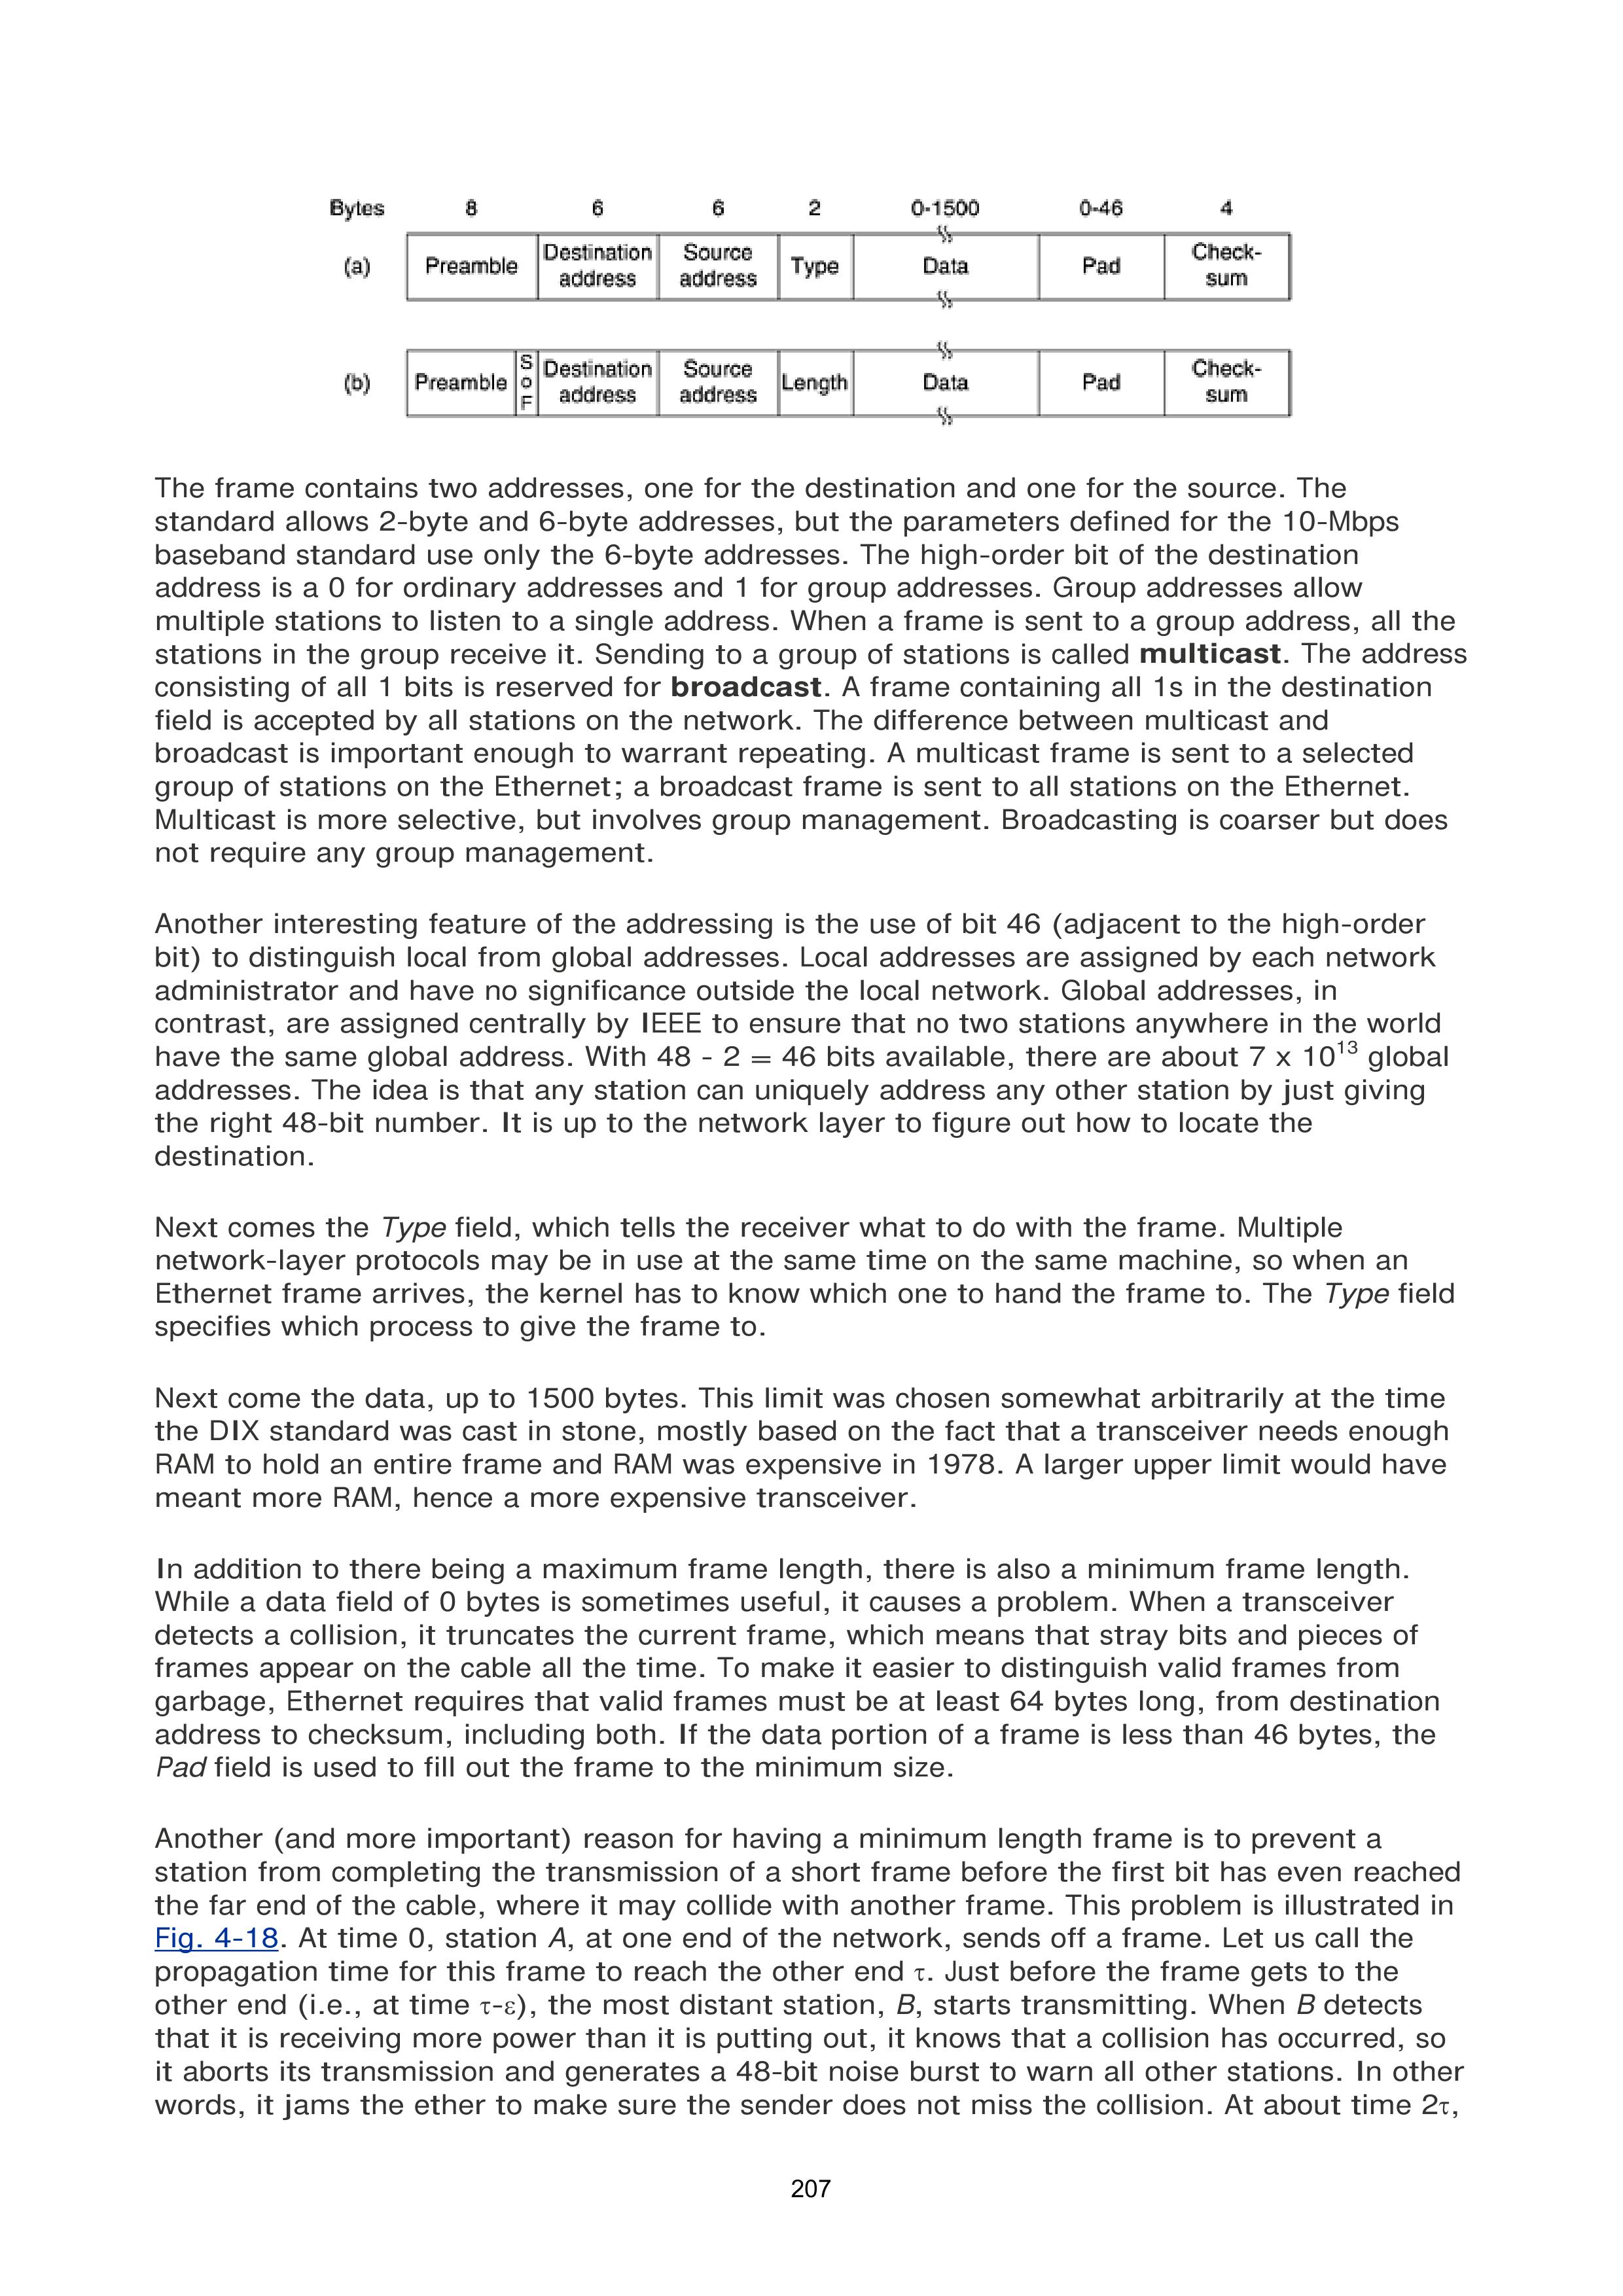 Bytes 8 6 6 2 0-1500 0-46 4
(a) Preamble Destination address Source address Type Data Pad Check-sum
(b) Preamble SoF Destination address Source address Length Data Pad Check-sum
The frame contains two addresses, one for the destination and one for the source. The
standard allows 2-byte and 6-byte addresses, but the parameters defined for the 10-Mbps
baseband standard use only the 6-byte addresses. The high-order bit of the destination
address is a 0 for ordinary addresses and 1 for group addresses. Group addresses allow
multiple stations to listen to a single address. When a frame is sent to a group address, all the
stations in the group receive it. Sending to a group of stations is called multicast. The address
consisting of all 1 bits is reserved for broadcast. A frame containing all 1s in the destination
field is accepted by all stations on the network. The difference between multicast and
broadcast is important enough to warrant repeating. A multicast frame is sent to a selected
group of stations on the Ethernet; a broadcast frame is sent to all stations on the Ethernet.
Multicast is more selective, but involves group management. Broadcasting is coarser but does
not require any group management.
Another interesting feature of the addressing is the use of bit 46 (adjacent to the high-order
bit) to distinguish local from global addresses. Local addresses are assigned by each network
administrator and have no significance outside the local network. Global addresses, in
contrast, are assigned centrally by IEEE to ensure that no two stations anywhere in the world
have the same global address. With 48 - 2 = 46 bits available, there are about 7 x 10¹³ global
addresses. The idea is that any station can uniquely address any other station by just giving
the right 48-bit number. It is up to the network layer to figure out how to locate the
destination.
Next comes the Type field, which tells the receiver what to do with the frame. Multiple
network-layer protocols may be in use at the same time on the same machine, so when an
Ethernet frame arrives, the kernel has to know which one to hand the frame to. The Type field
specifies which process to give the frame to.
Next come the data, up to 1500 bytes. This limit was chosen somewhat arbitrarily at the time
the DIX standard was cast in stone, mostly based on the fact that a transceiver needs enough
RAM to hold an entire frame and RAM was expensive in 1978. A larger upper limit would have
meant more RAM, hence a more expensive transceiver.
In addition to there being a maximum frame length, there is also a minimum frame length.
While a data field of 0 bytes is sometimes useful, it causes a problem. When a transceiver
detects a collision, it truncates the current frame, which means that stray bits and pieces of
frames appear on the cable all the time. To make it easier to distinguish valid frames from
garbage, Ethernet requires that valid frames must be at least 64 bytes long, from destination
address to checksum, including both. If the data portion of a frame is less than 46 bytes, the
Pad field is used to fill out the frame to the minimum size.
Another (and more important) reason for having a minimum length frame is to prevent a
station from completing the transmission of a short frame before the first bit has even reached
the far end of the cable, where it may collide with another frame. This problem is illustrated in
Fig. 4-18. At time 0, station A, at one end of the network, sends off a frame. Let us call the
propagation time for this frame to reach the other end τ. Just before the frame gets to the
other end (i.e., at time τ-ε), the most distant station, B, starts transmitting. When B detects
that it is receiving more power than it is putting out, it knows that a collision has occurred, so
it aborts its transmission and generates a 48-bit noise burst to warn all other stations. In other
words, it jams the ether to make sure the sender does not miss the collision. At about time 2τ,
207